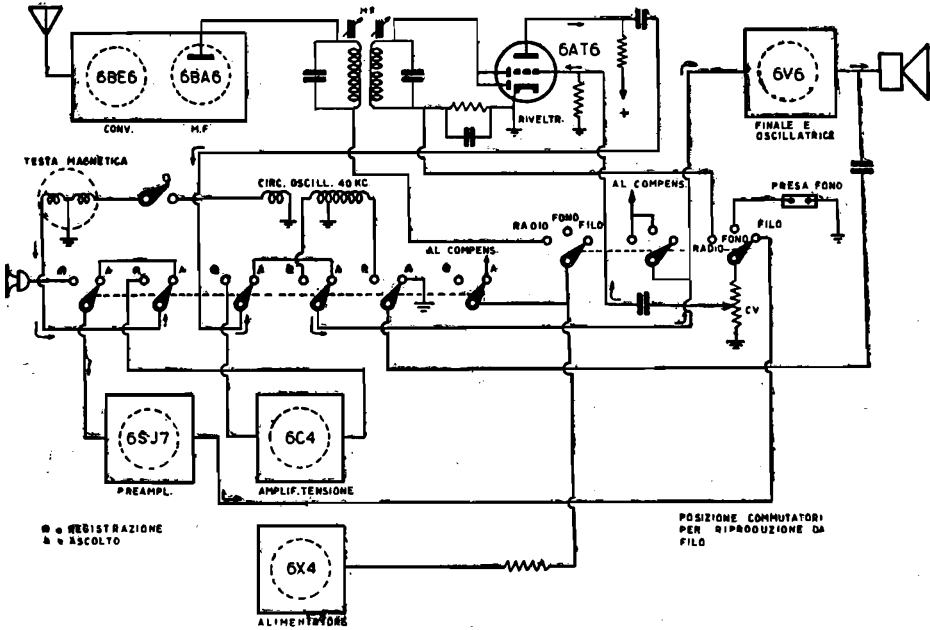 MF
6BE6
6BA6
CONV.
M.F
6AT6
RIVELTR.
+
6V6
FINALE E
OSCILLATRICE
TESTA MAGNETICA
CIRC. OSCILL. 40 KC.
AL COMPENS.
PRESA FONO
RADIO
FONO
FILO
RADIO
FONO
FILO
AL COMPENS.
R
A
R
A
R
A
R
A
R
A
R
A
CV
6SJ7
PREAMPL.
6C4
AMPLIF. TENSIONE
R = REGISTRAZIONE
A = ASCOLTO
POSIZIONE COMMUTATORI
PER RIPRODUZIONE DA
FILO
6X4
ALIMENTATORE